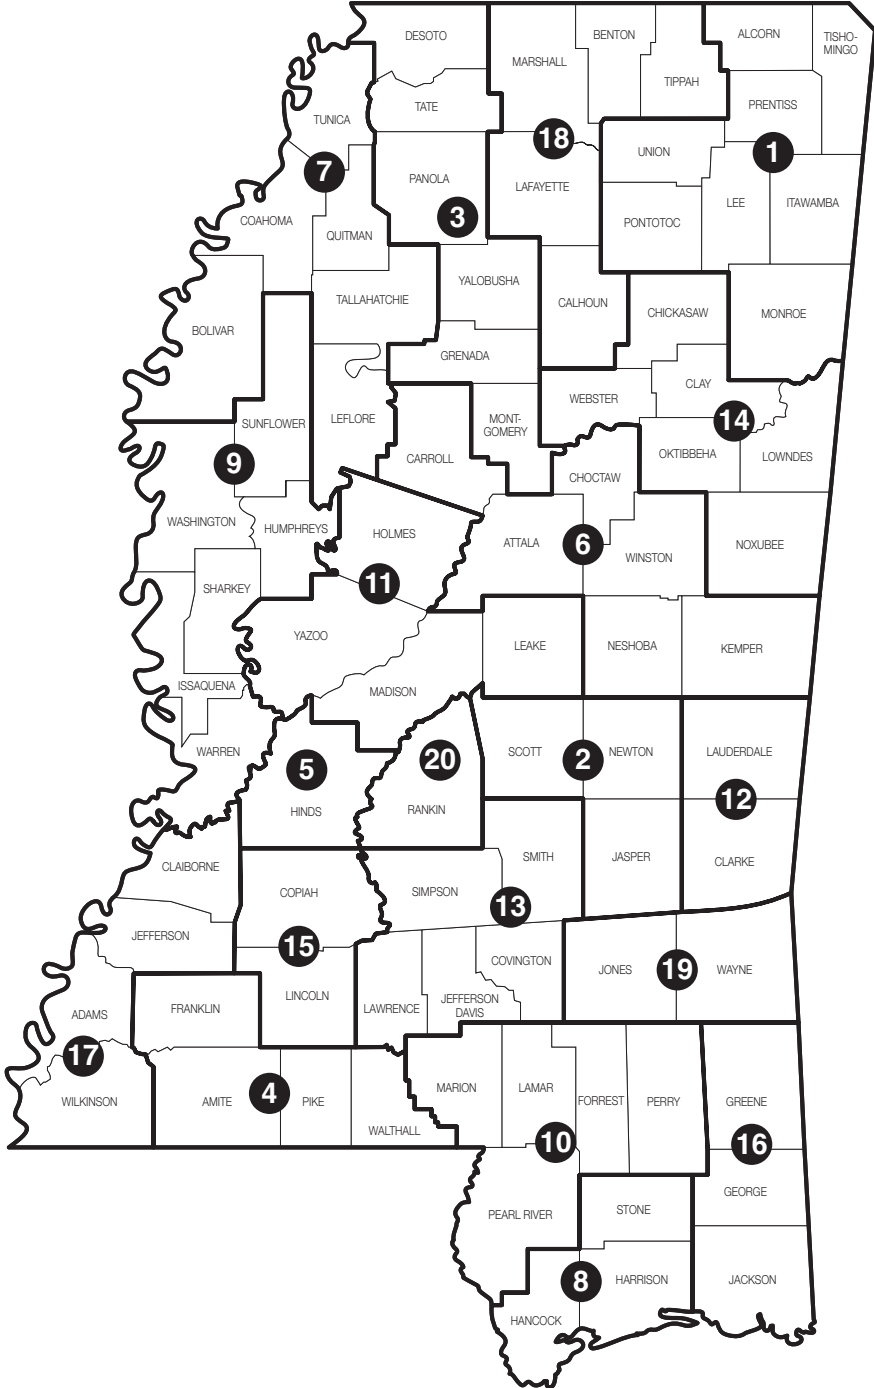 DESOTO
BENTON
ALCORN
TISHO-
MINGO
MARSHALL
TIPPAH
TATE
PRENTISS
TUNICA
18
UNION
1
7
PANOLA
LAFAYETTE
3
LEE
ITAWAMBA
COAHOMA
PONTOTOC
QUITMAN
YALOBUSHA
TALLAHATCHIE
CALHOUN
CHICKASAW
MONROE
BOLIVAR
GRENADA
CLAY
WEBSTER
SUNFLOWER
LEFLORE
MONT-
GOMERY
14
9
CARROLL
OKTIBBEHA
LOWNDES
CHOCTAW
WASHINGTON
HUMPHREYS
HOLMES
ATTALA
6
NOXUBEE
WINSTON
11
SHARKEY
YAZOO
LEAKE
NESHOBA
KEMPER
ISSAQUENA
MADISON
WARREN
5
20
SCOTT
2
NEWTON
LAUDERDALE
HINDS
RANKIN
12
SMITH
JASPER
CLARKE
CLAIBORNE
COPIAH
SIMPSON
13
JEFFERSON
15
COVINGTON
JONES
19
WAYNE
LINCOLN
JEFFERSON
DAVIS
FRANKLIN
LAWRENCE
ADAMS
17
MARION
LAMAR
WILKINSON
AMITE
4
PIKE
FORREST
PERRY
GREENE
WALTHALL
10
16
GEORGE
PEARL RIVER
STONE
8
HARRISON
JACKSON
HANCOCK